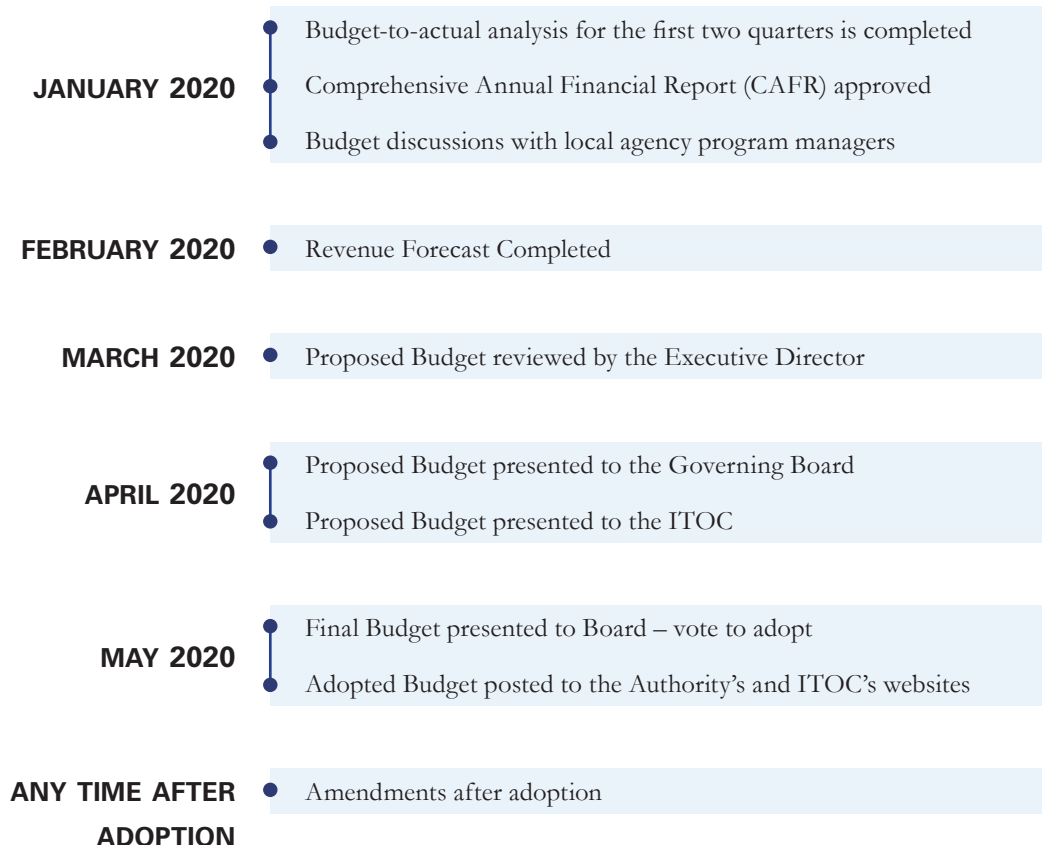 JANUARY 2020
Budget-to-actual analysis for the first two quarters is completed
Comprehensive Annual Financial Report (CAFR) approved
Budget discussions with local agency program managers
FEBRUARY 2020
Revenue Forecast Completed
MARCH 2020
Proposed Budget reviewed by the Executive Director
APRIL 2020
Proposed Budget presented to the Governing Board
Proposed Budget presented to the ITOC
MAY 2020
Final Budget presented to Board – vote to adopt
Adopted Budget posted to the Authority's and ITOC's websites
ANY TIME AFTER
ADOPTION
Amendments after adoption